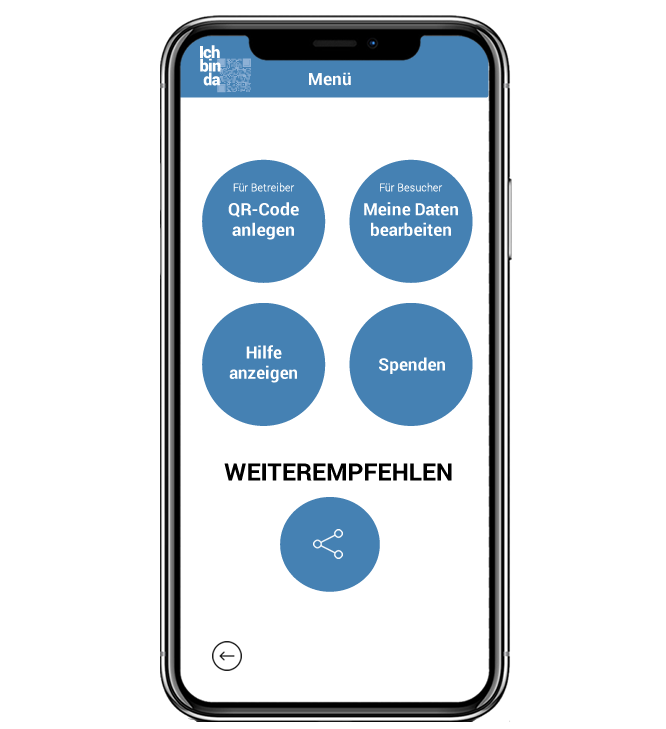 Ich
bin
da
Menü
Für Betreiber
QR-Code
anlegen
Für Besucher
Meine Daten
bearbeiten
Hilfe
anzeigen
Spenden
WEITEREMPFEHLEN